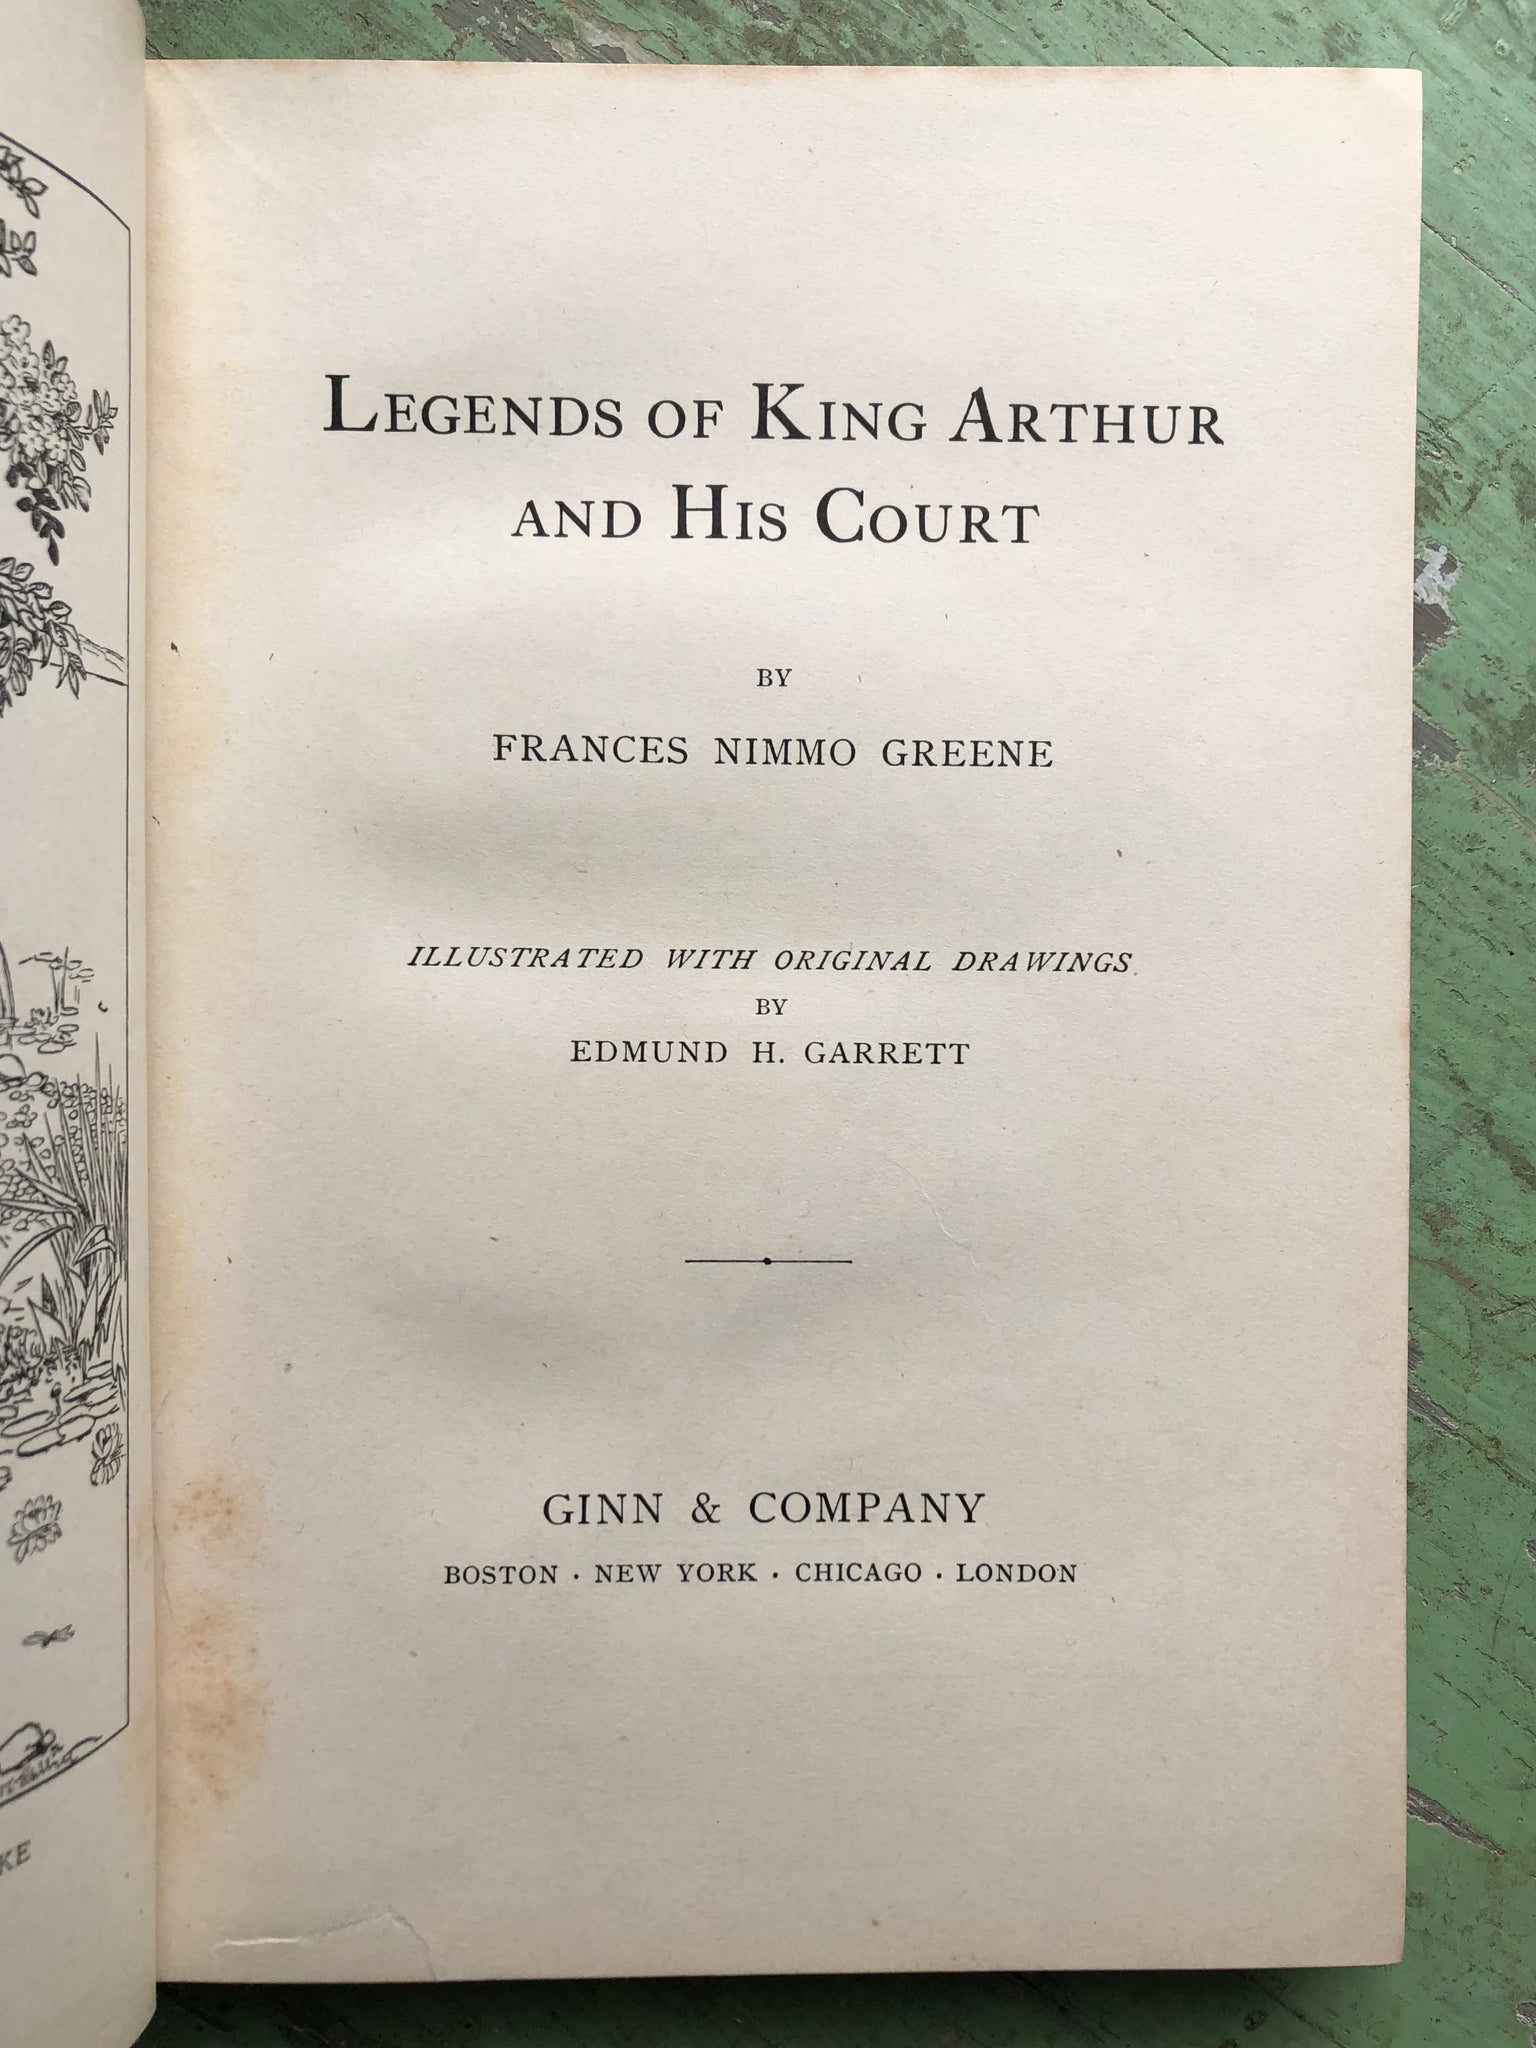 LEGENDS OF KING ARTHUR
AND HIS COURT
BY
FRANCES NIMMO GREENE
ILLUSTRATED WITH ORIGINAL DRAWINGS
BY
EDMUND H. GARRETT
GINN & COMPANY
BOSTON · NEW YORK · CHICAGO · LONDON